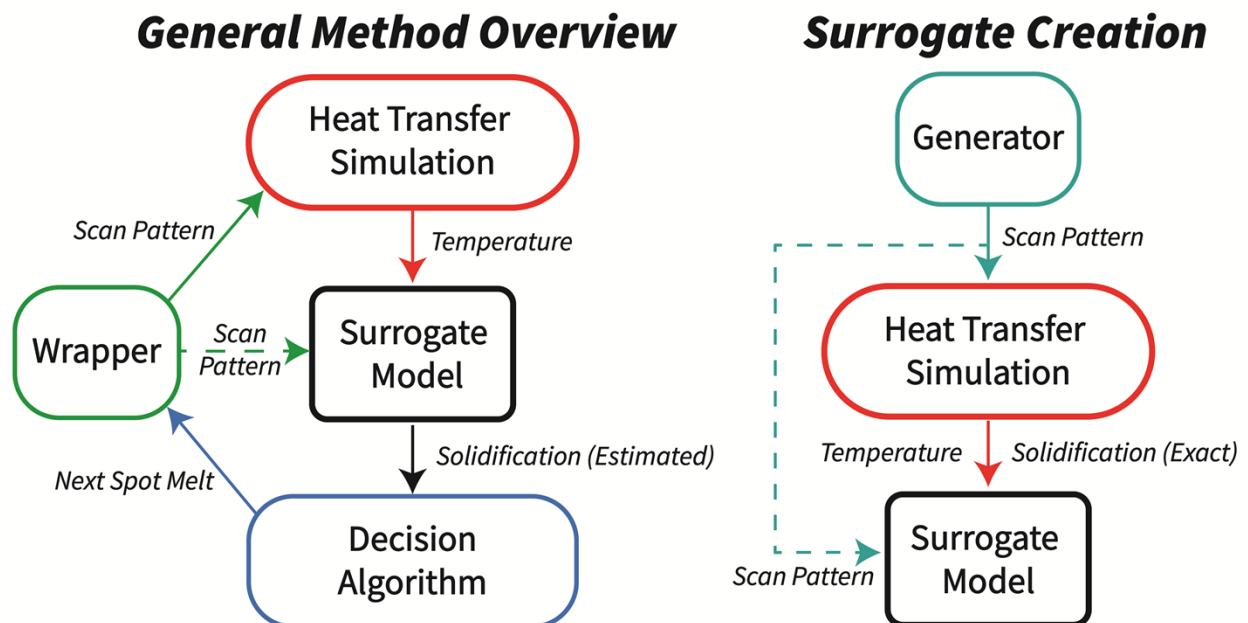 General Method Overview
Heat Transfer
Simulation
Scan Pattern
Temperature
Wrapper
Scan
Pattern
Surrogate
Model
Solidification (Estimated)
Next Spot Melt
Decision
Algorithm
Surrogate Creation
Generator
Scan Pattern
Heat Transfer
Simulation
Temperature
Solidification (Exact)
Surrogate
Model
Scan Pattern